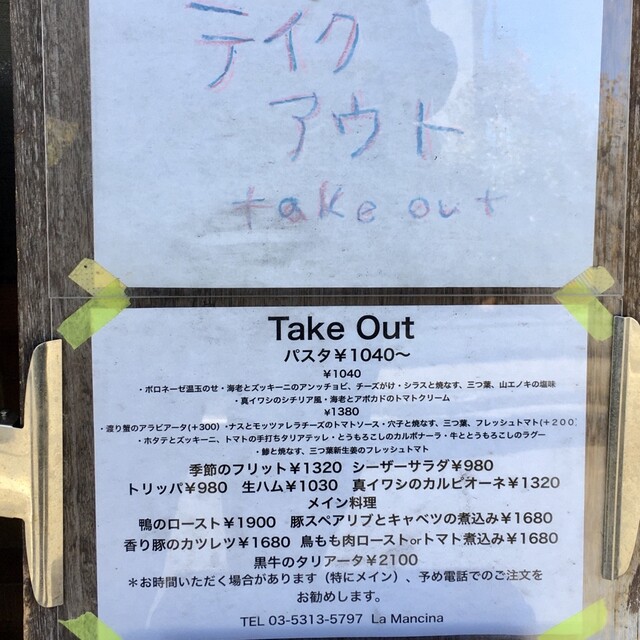 テイク
アウト
take out
Take Out
パスタ¥1040〜
¥1040
・ボロネーゼ温玉のせ・海老とズッキーニのアンッチョビ、チーズがけ・シラスと焼なす、三つ葉、山エノキの塩味
・真イワシのシチリア風・海老とアボカドのトマトクリーム
¥1380
・渡り蟹のアラビアータ(+300)・ナスとモッツァレラチーズのトマトソース・穴子と焼なす、三つ葉、フレッシュトマト(+200)
・ホタテとズッキーニ、トマトの手打ちタリアテッレ・とうもろこしのカルボナーラ・牛ととうもろこしのラグー
・鯵と焼なす、三つ葉新生姜のフレッシュトマト
季節のフリット¥1320 シーザーサラダ¥980
トリッパ¥980 生ハム¥1030 真イワシのカルピオーネ¥1320
メイン料理
鴨のロースト¥1900 豚スペアリブとキャベツの煮込み¥1680
香り豚のカツレツ¥1680 鳥もも肉ローストorトマト煮込み¥1680
黒牛のタリアータ¥2100
＊お時間いただく場合があります（特にメイン）、予め電話でのご注文を
お勧めします。
TEL 03-5313-5797 La Mancina